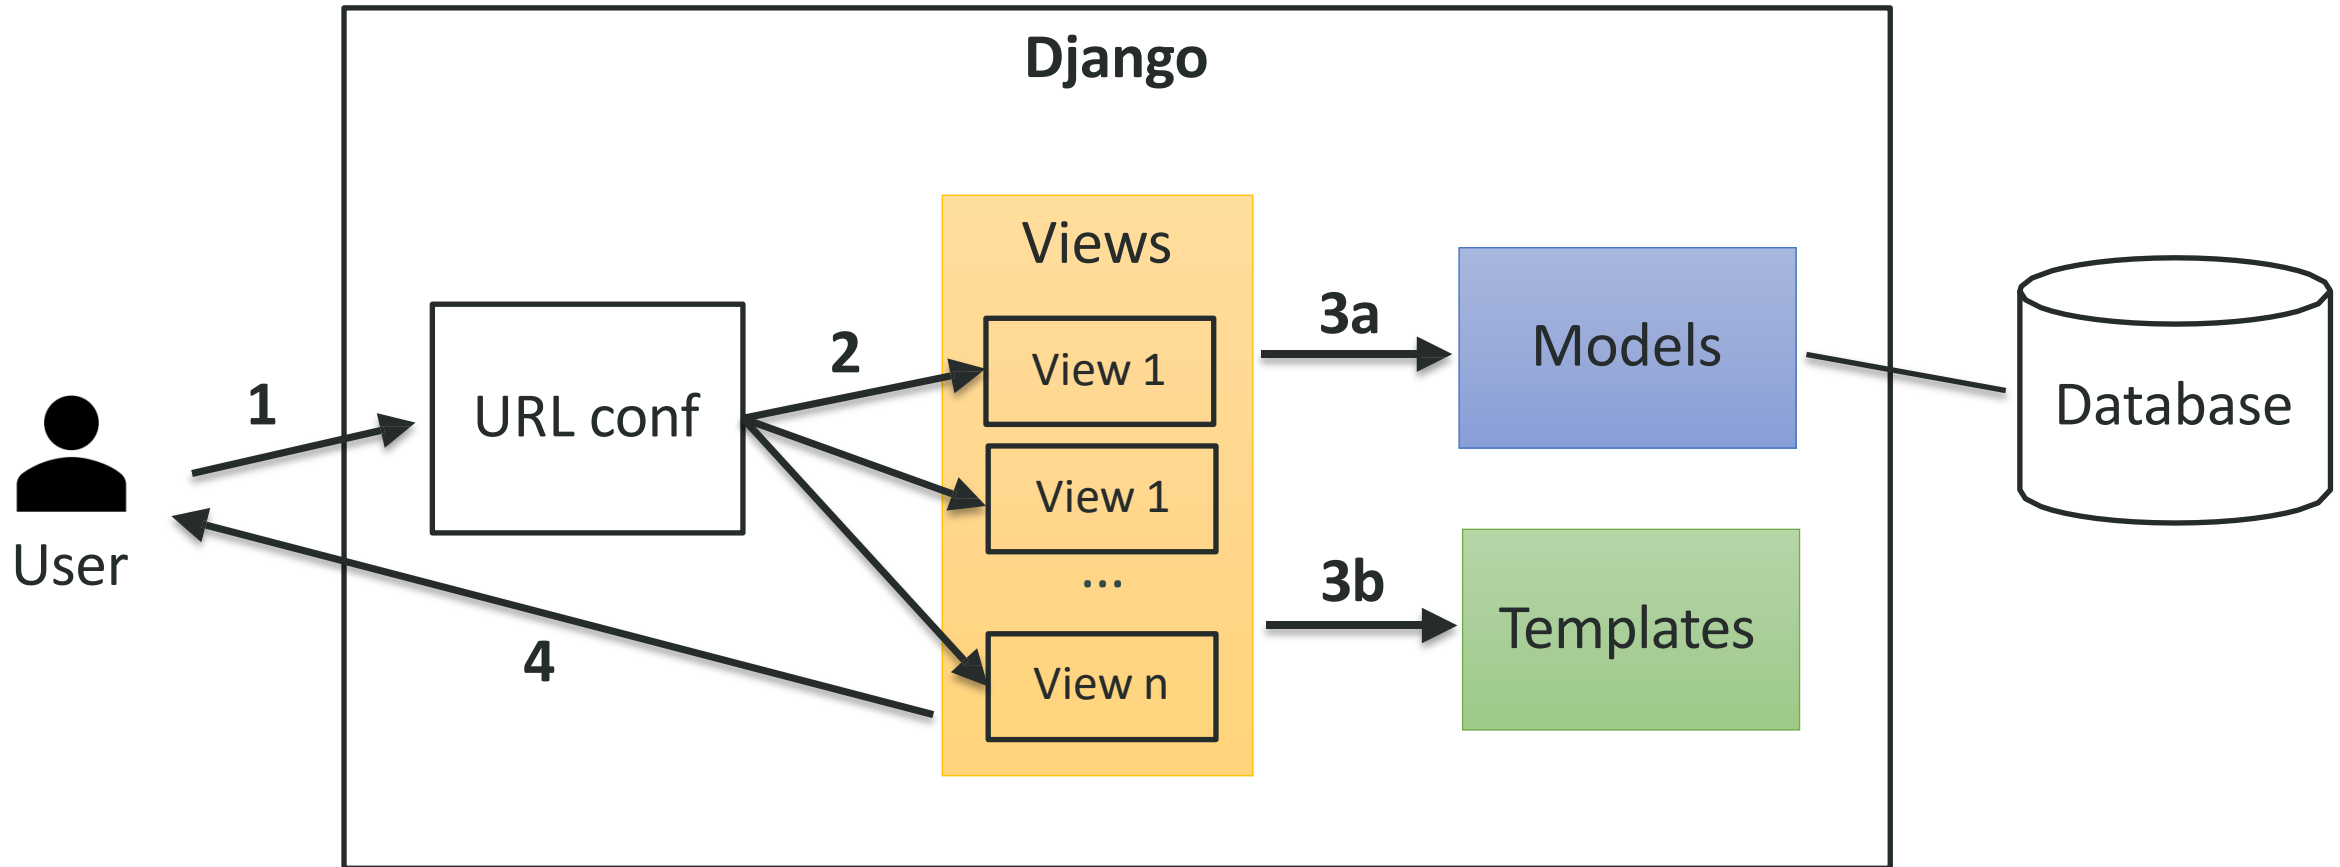 Django
Views
3a
2
View 1
Models
1
URL conf
Database
View 1
User
...
3b
Templates
4
View n